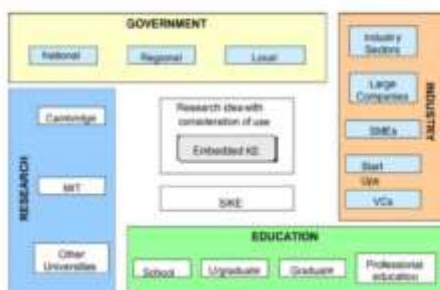 GOVERNMENT
National
Regional
Local
Industry
Sectors
Large
Companies
SMEs
Start
Ups
VCs
INDUSTRY
RESEARCH
Cambridge
MIT
Other
Universities
Research idea with
consideration of use
Embedded KE
SIKE
EDUCATION
School
Urgraduate
Graduate
Professional
education